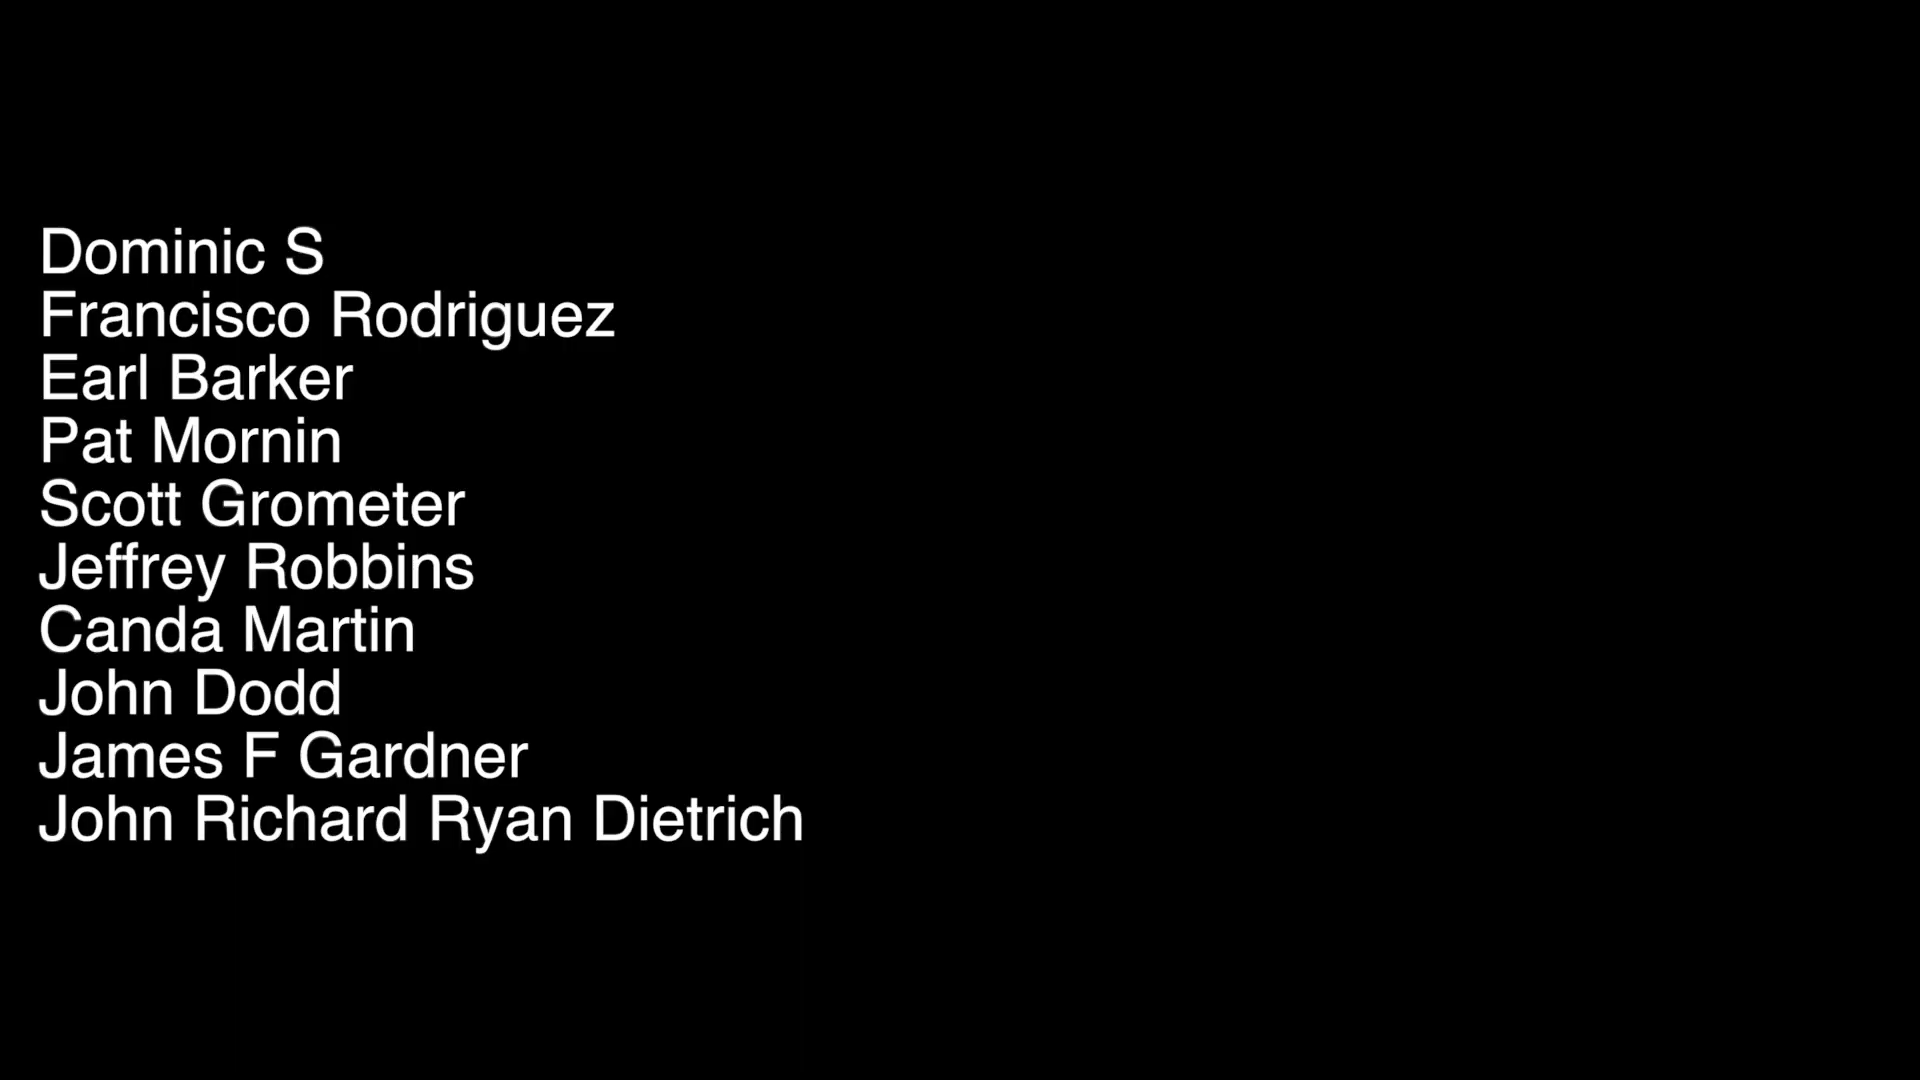 Dominic S
Francisco Rodriguez
Earl Barker
Pat Mornin
Scott Grometer
Jeffrey Robbins
Canda Martin
John Dodd
James F Gardner
John Richard Ryan Dietrich